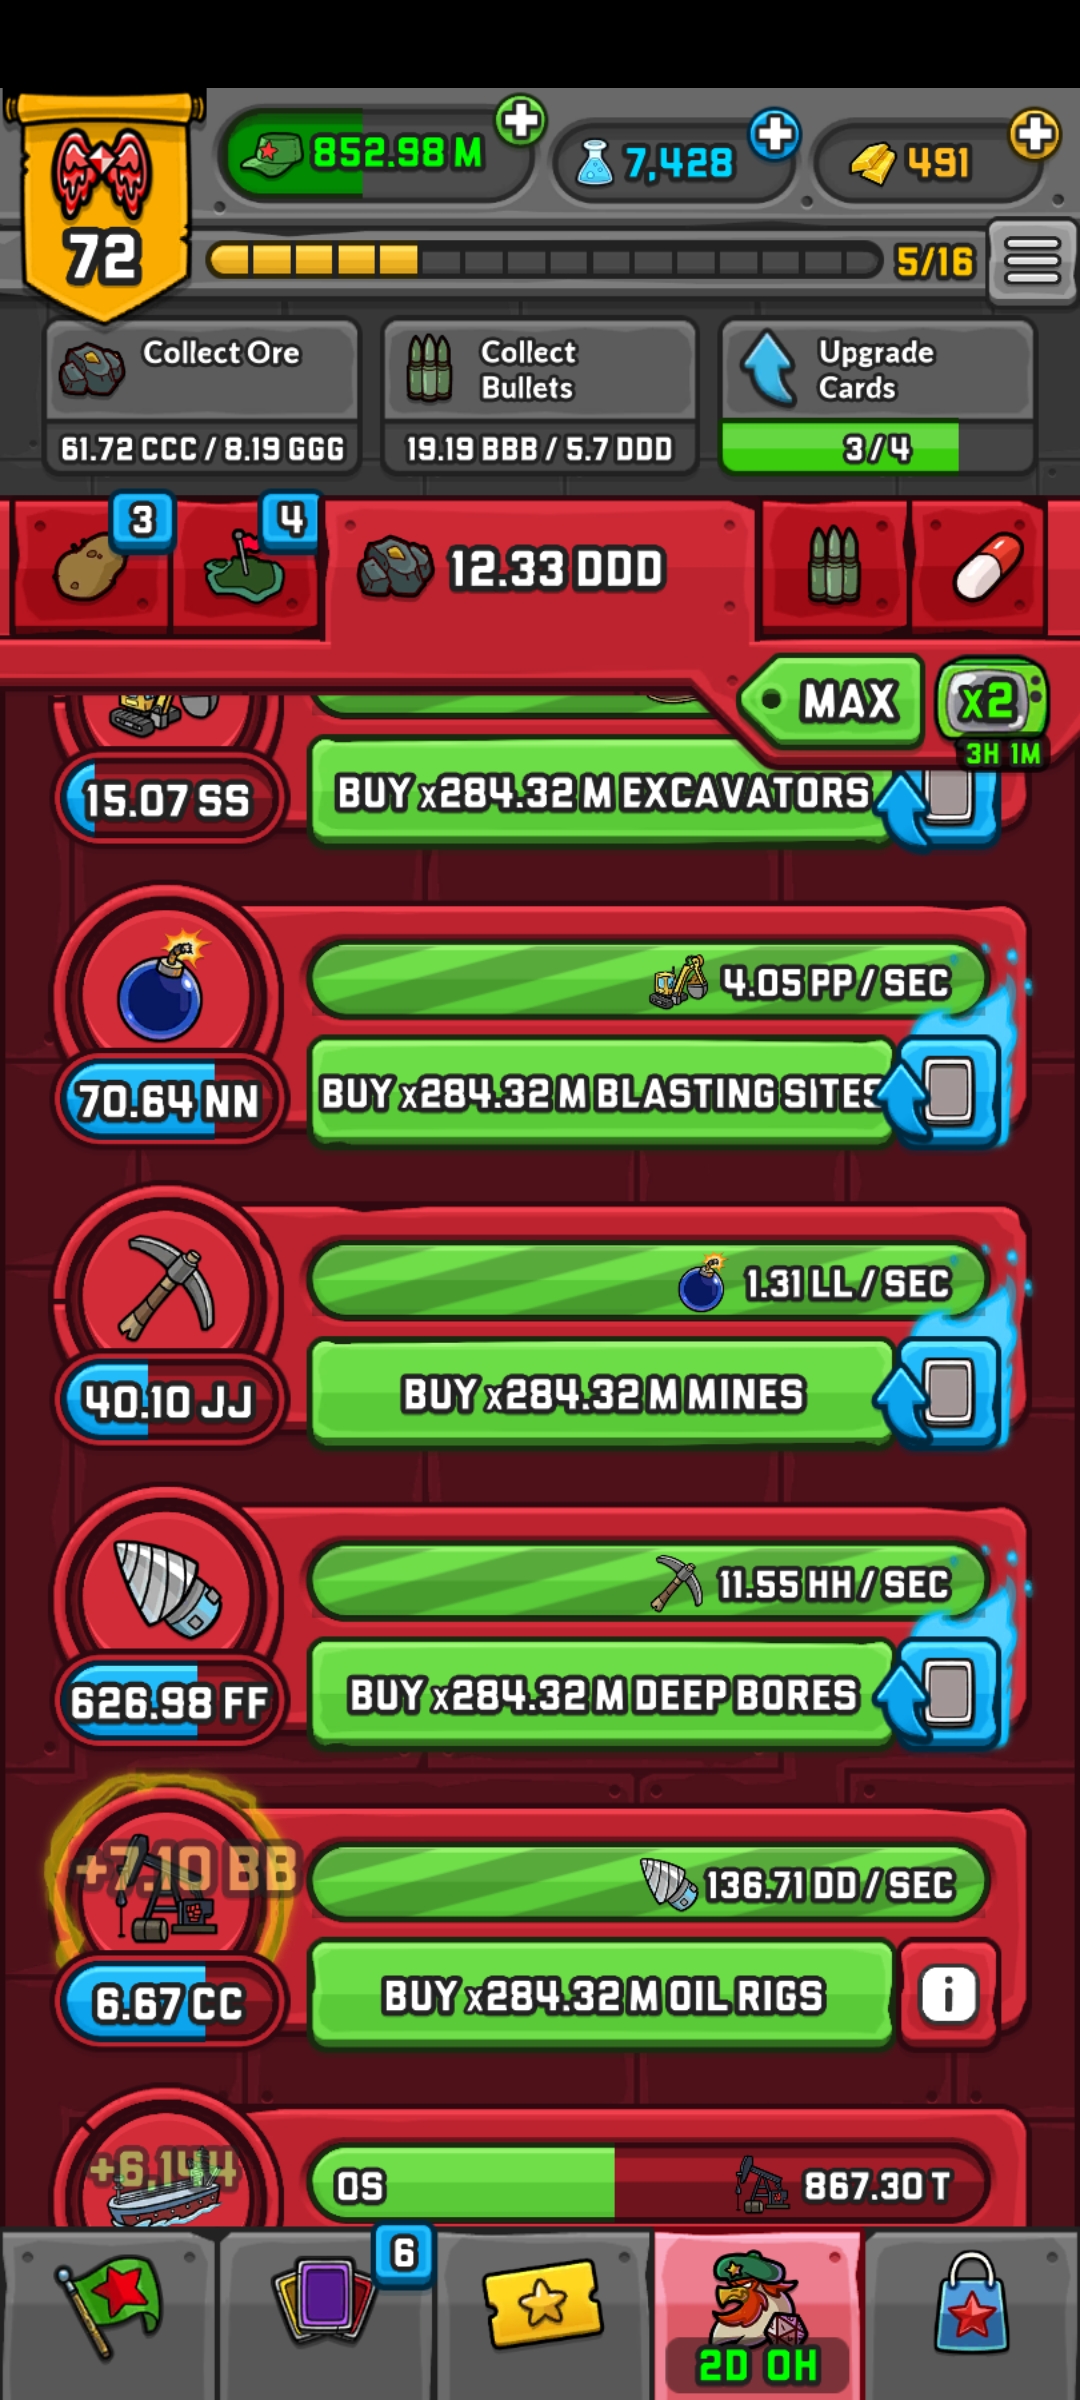 852.98 M
7,428
491
72
5/16
Collect Ore
61.72 CCC / 8.19 GGG
Collect
Bullets
19.19 BBB / 5.7 DDD
Upgrade
Cards
3/4
3
4
12.33 DDD
MAX
x2
3H 1M
15.07 SS
BUY x284.32 M EXCAVATORS
4.05 PP / SEC
70.64 NN
BUY x284.32 M BLASTING SITES
1.31 LL / SEC
40.10 JJ
BUY x284.32 M MINES
11.55 HH / SEC
626.98 FF
BUY x284.32 M DEEP BORES
+7.10 BB
136.71 DD / SEC
6.67 CC
BUY x284.32 M OIL RIGS
i
+6,144
0S
867.30 T
6
2D 0H